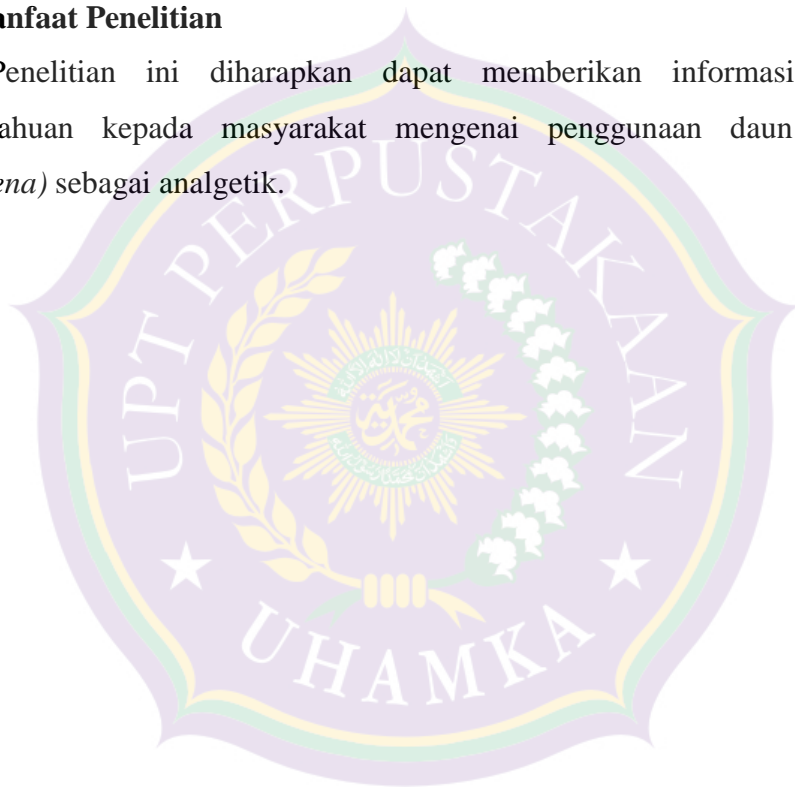 anfaat Penelitian
Penelitian ini diharapkan dapat memberikan informasi
ahuan kepada masyarakat mengenai penggunaan daun
ena) sebagai analgetik.
UPT PERPUSTAKAAN
محمدية
UHAMKA